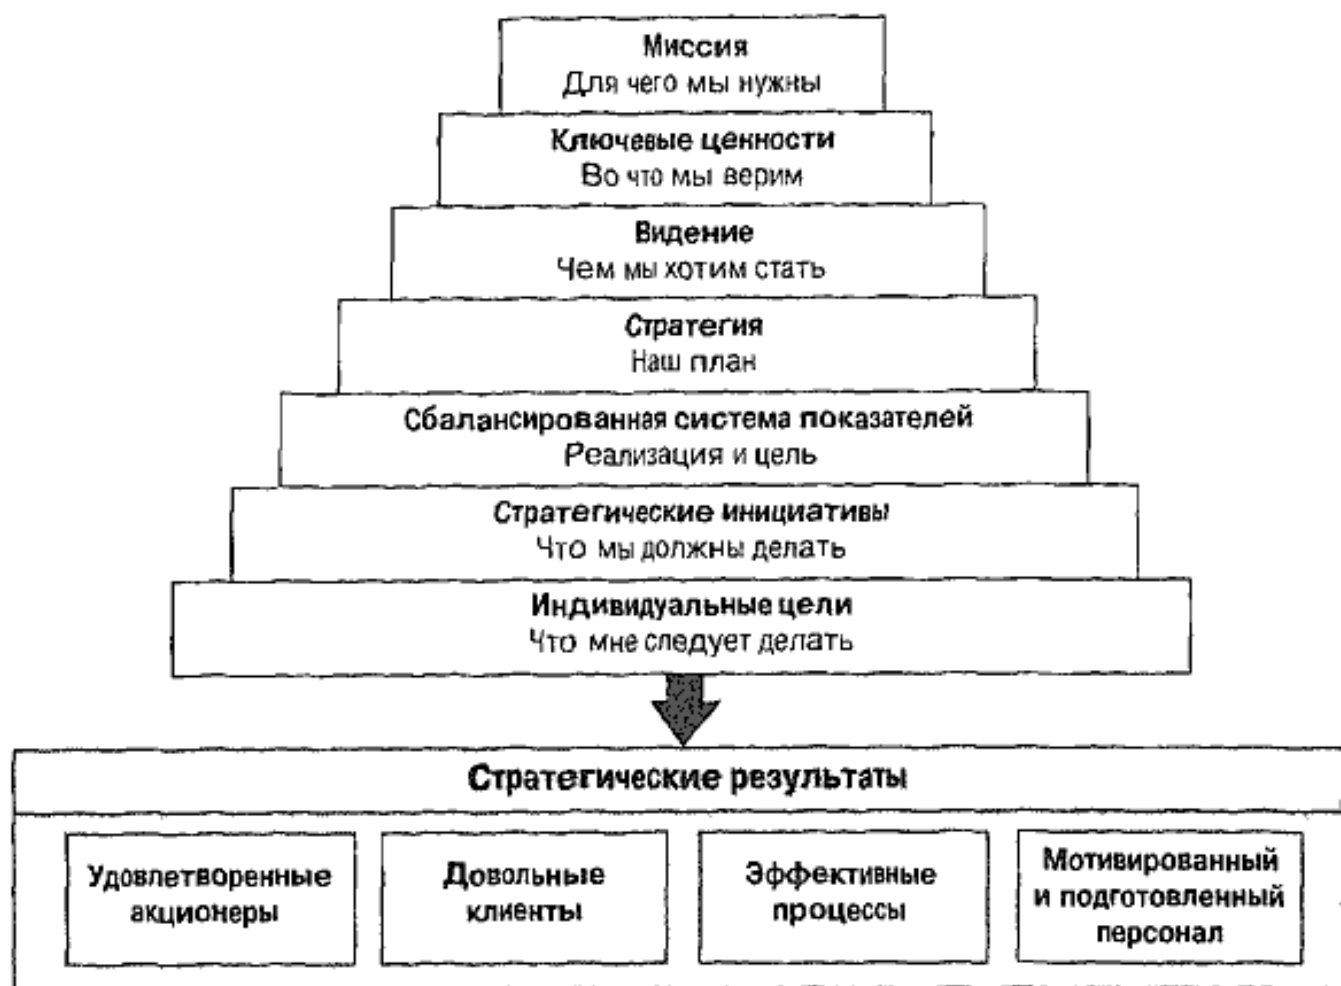 Миссия
Для чего мы нужны
Ключевые ценности
Во что мы верим
Видение
Чем мы хотим стать
Стратегия
Наш план
Сбалансированная система показателей
Реализация и цель
Стратегические инициативы
Что мы должны делать
Индивидуальные цели
Что мне следует делать
Стратегические результаты
Удовлетворенные
акционеры
Довольные
клиенты
Эффективные
процессы
Мотивированный
и подготовленный
персонал